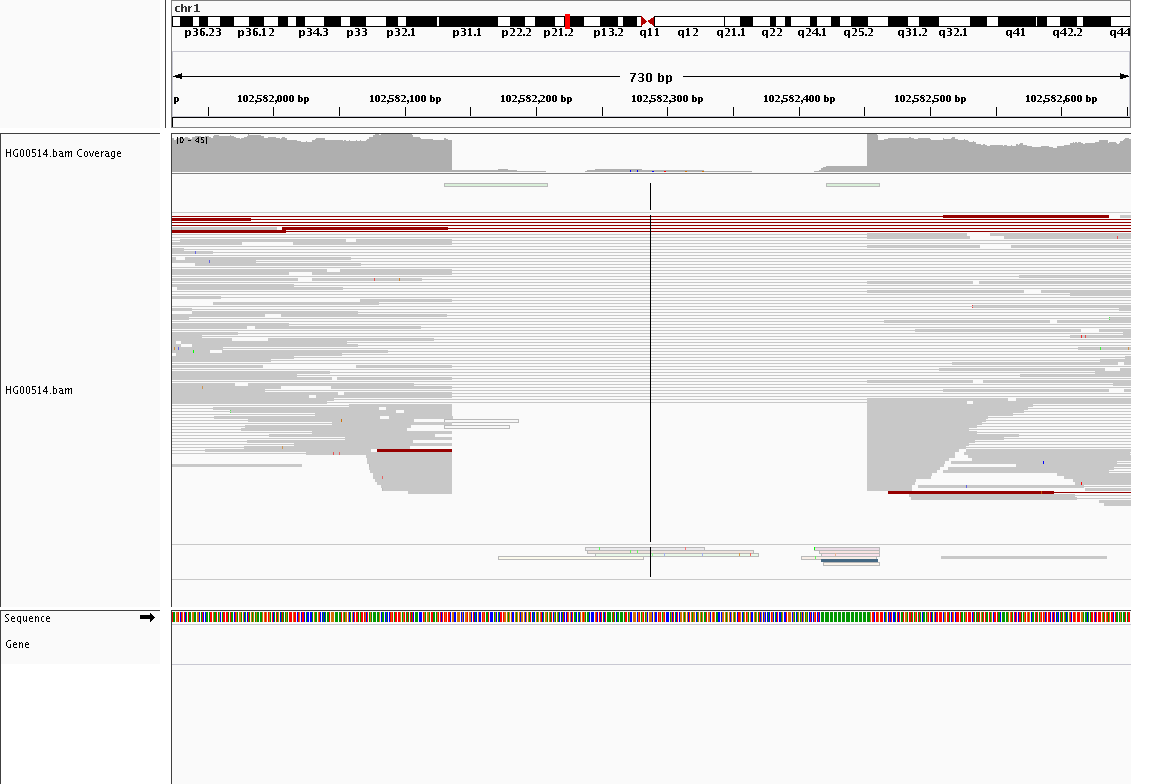 chr1
p36.23 p36.12 p34.3 p33 p32.1 p31.1 p22.2 p21.2 p13.2 q11 q12 q21.1 q22 q24.1 q25.2 q31.2 q32.1 q41 q42.2 q44
730 bp
p 102,582,000 bp 102,582,100 bp 102,582,200 bp 102,582,300 bp 102,582,400 bp 102,582,500 bp 102,582,600 bp
[0 - 45]
HG00514.bam Coverage
HG00514.bam
Sequence
Gene